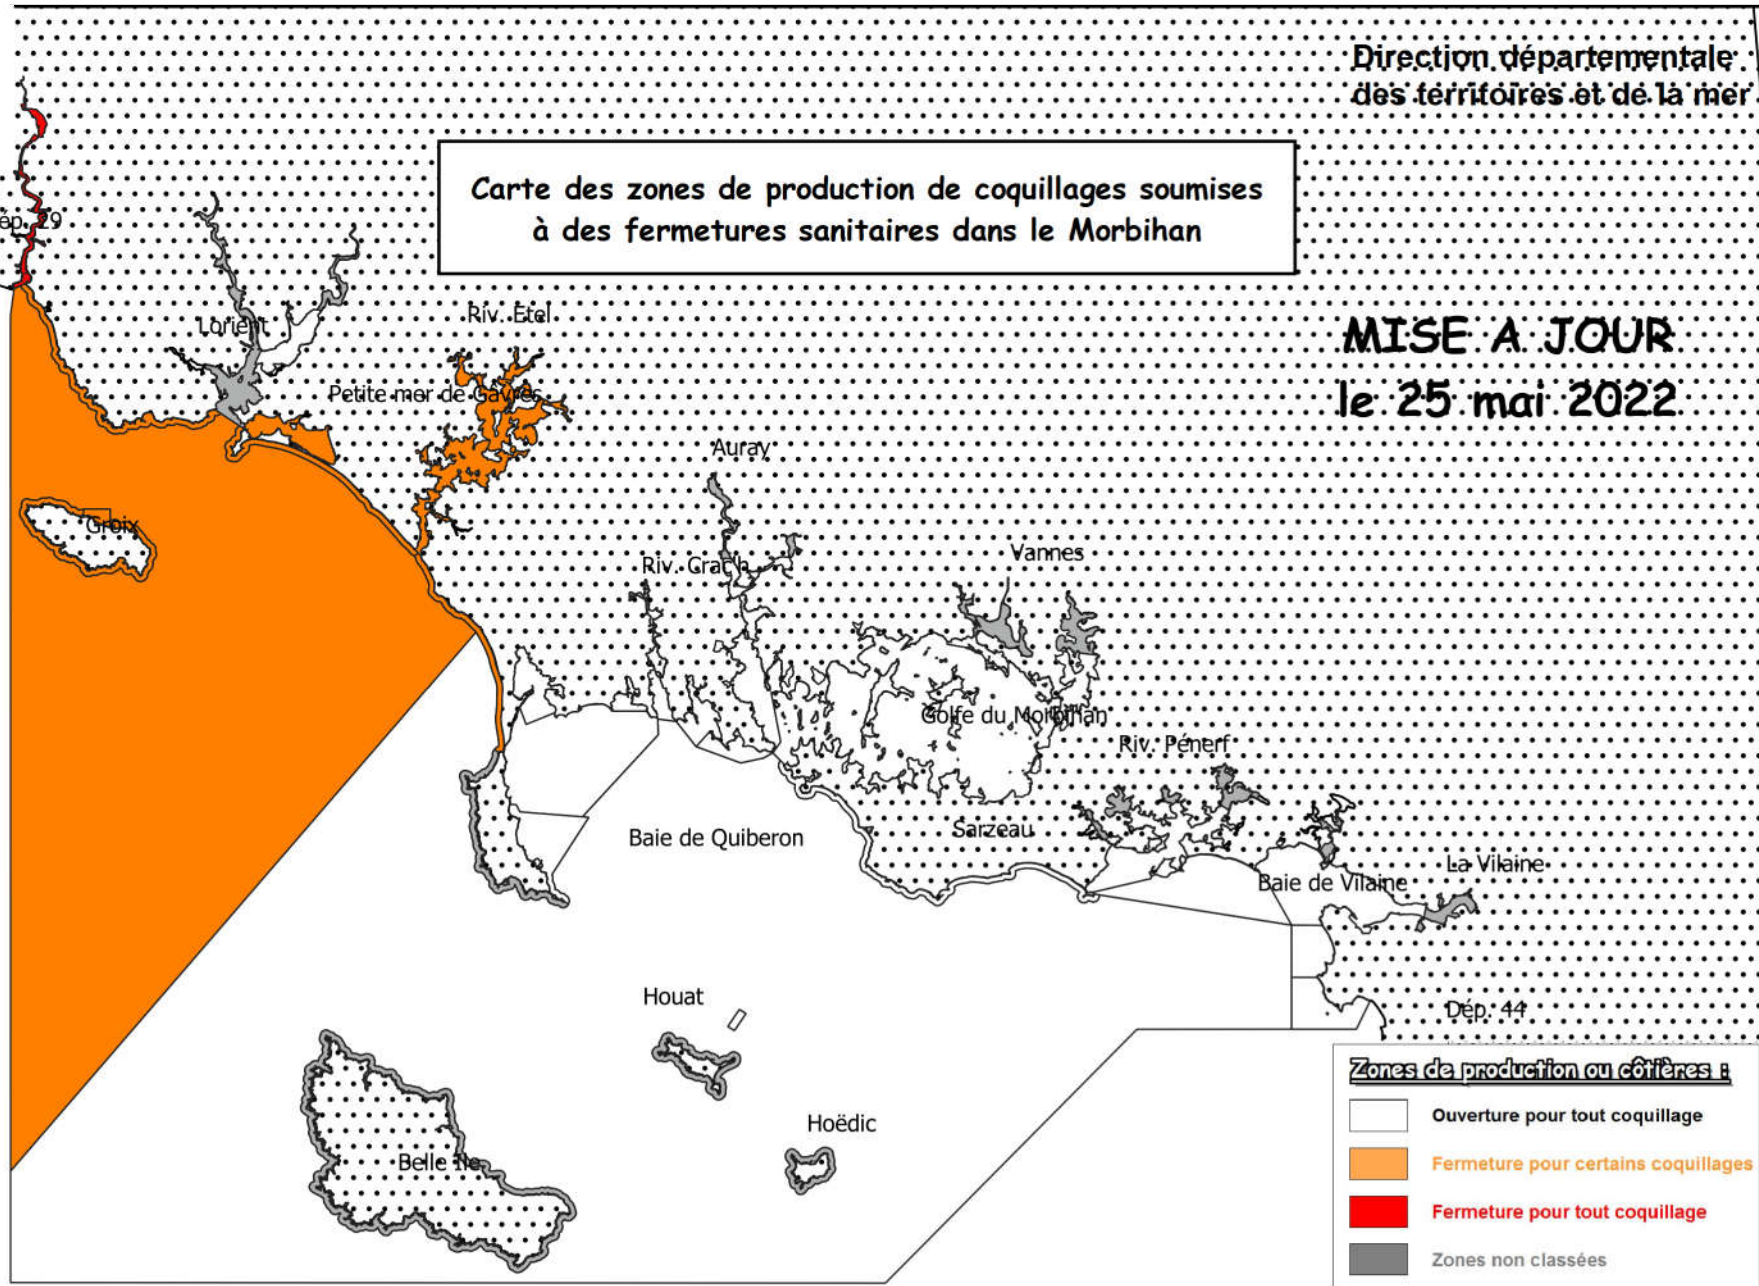 Direction départementale
des territoires et de la mer
Carte des zones de production de coquillages soumises
à des fermetures sanitaires dans le Morbihan
MISE A JOUR
le 25 mai 2022
ép. 29
Lorient
Riv. Etel
Petite mer de Gâvres
Auray
Groix
Riv. Crac'h
Vannes
Golfe du Morbihan
Riv. Pénerf
Baie de Quiberon
Sarzeau
La Vilaine
Baie de Vilaine
Houat
Dép. 44
Hoëdic
Belle Ile
Zones de production ou côtières :
Ouverture pour tout coquillage
Fermeture pour certains coquillages
Fermeture pour tout coquillage
Zones non classées